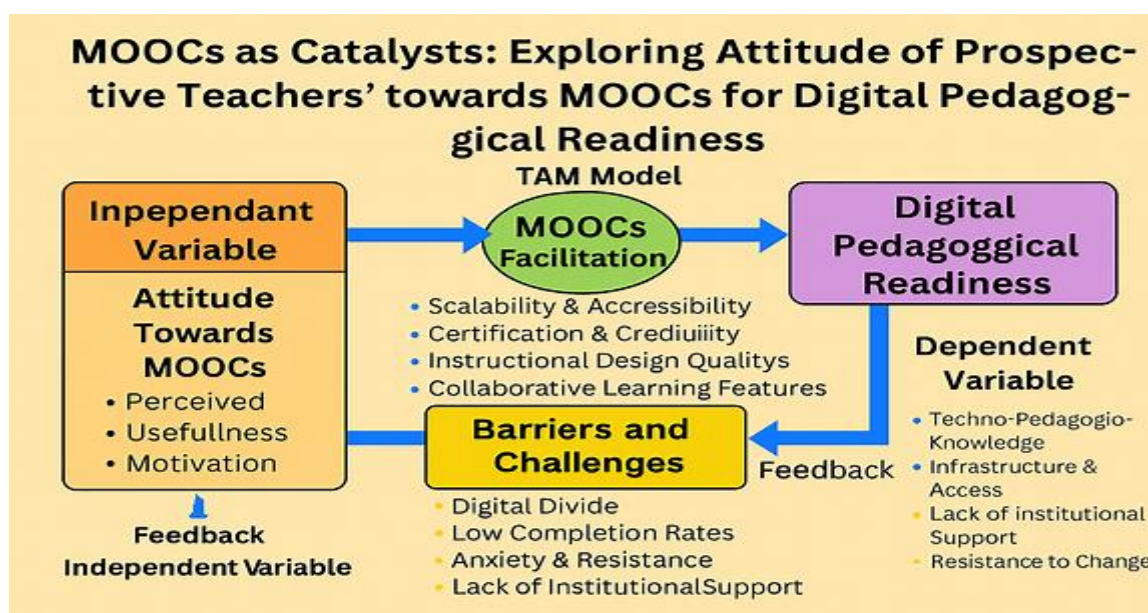 MOOCs as Catalysts: Exploring Attitude of Prospec-
tive Teachers' towards MOOCs for Digital Pedagog-
gical Readiness
TAM Model
Inpependant
Variable
Attitude
Towards
MOOCs
• Perceived
• Usefullness
• Motivation
Feedback
Independent Variable
MOOCs
Facilitation
• Scalability & Accressibility
• Certification & Crediuiiity
• Instructional Design Qualitys
• Collaborative Learning Features
Barriers and
Challenges
• Digital Divide
• Low Completion Rates
• Anxiety & Resistance
• Lack of InstitutionalSupport
Digital
Pedagoggical
Readiness
Feedback
Dependent
Variable
• Techno-Pedagogio-
Knowledge
• Infrastructure &
Access
• Lack of institutional
Support
• Resistance to Change